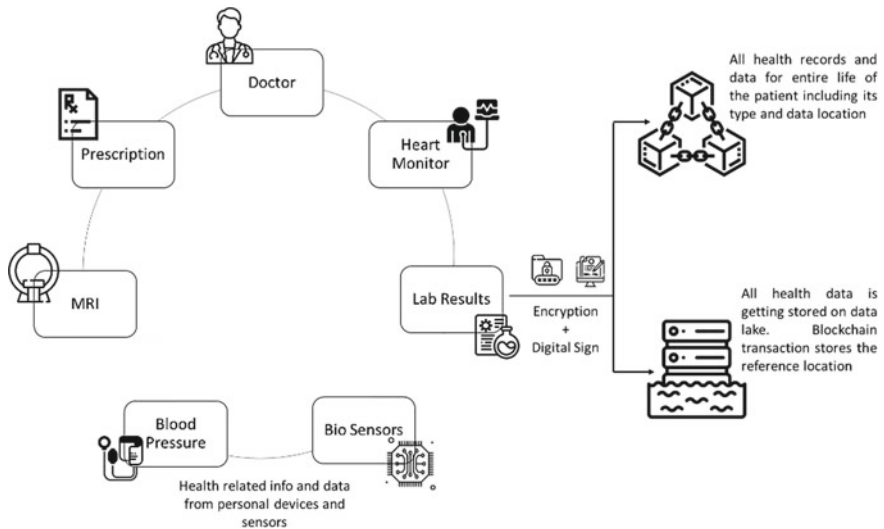 Doctor
Rx
Prescription
Heart
Monitor
MRI
Lab Results
Encryption
+
Digital Sign
All health records and
data for entire life of
the patient including its
type and data location
All health data is
getting stored on data
lake. Blockchain
transaction stores the
reference location
Blood
Pressure
Bio Sensors
Health related info and data
from personal devices and
sensors